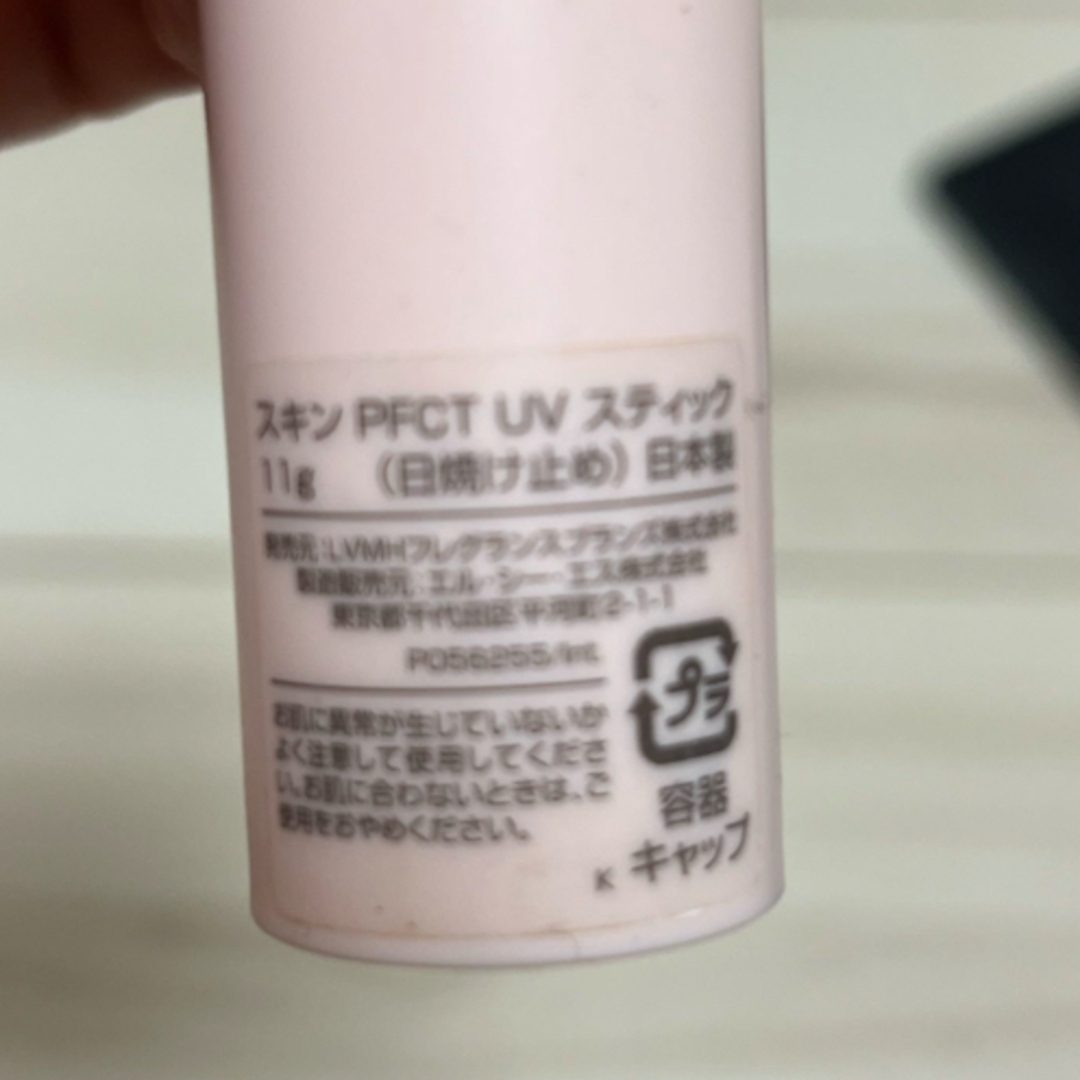 スキン PFCT UV スティック
11g （日焼け止め）日本製
発売元：LVMHフレグランスブランズ株式会社
製造販売元：エル・シー・エス株式会社
東京都千代田区平河町2-1-1
P056255/Int.
お肌に異常が生じていないか
よく注意して使用してくださ
い。お肌に合わないときは、ご
使用をおやめください。
プラ
容器
キャップ
K